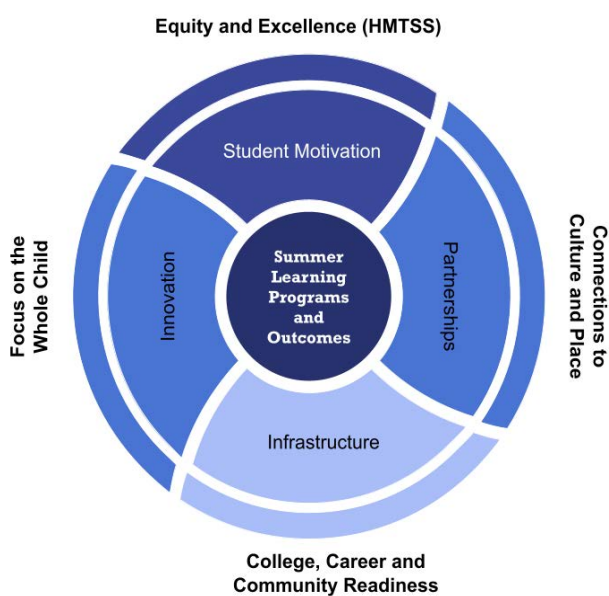 Equity and Excellence (HMTSS)
Student Motivation
Focus on the
Whole Child
Innovation
Summer
Learning
Programs
and
Outcomes
Partnerships
Connections to
Culture and Place
Infrastructure
College, Career and
Community Readiness